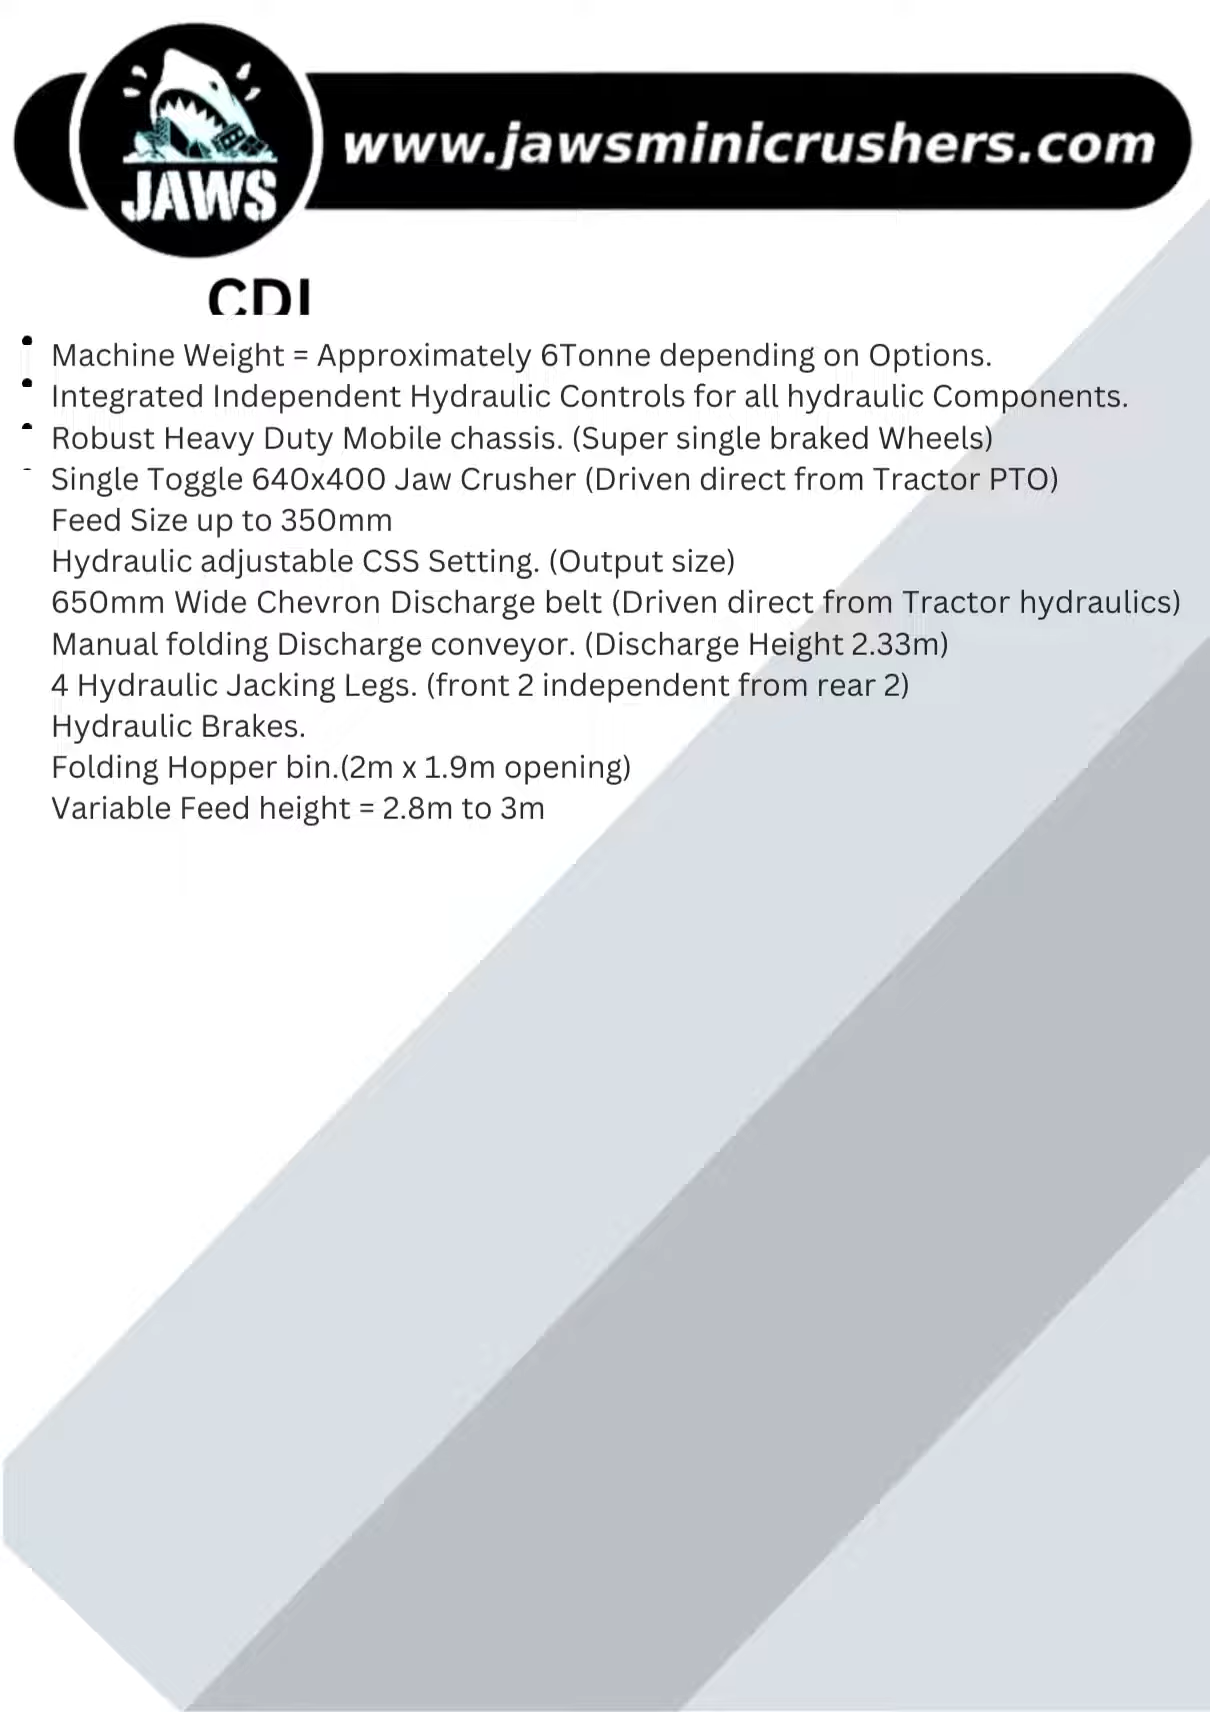 JAWS
www.jawsminicrushers.com
Machine Weight = Approximately 6Tonne depending on Options.
Integrated Independent Hydraulic Controls for all hydraulic Components.
Robust Heavy Duty Mobile chassis. (Super single braked Wheels)
Single Toggle 640x400 Jaw Crusher (Driven direct from Tractor PTO)
Feed Size up to 350mm
Hydraulic adjustable CSS Setting. (Output size)
650mm Wide Chevron Discharge belt (Driven direct from Tractor hydraulics)
Manual folding Discharge conveyor. (Discharge Height 2.33m)
4 Hydraulic Jacking Legs. (front 2 independent from rear 2)
Hydraulic Brakes.
Folding Hopper bin.(2m x 1.9m opening)
Variable Feed height = 2.8m to 3m